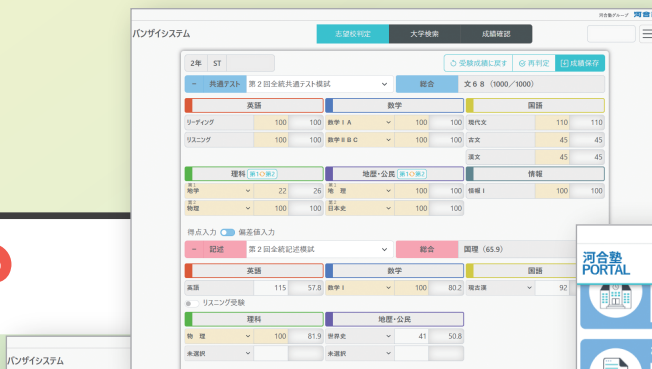 河合塾グループ 河合
バンザイシステム 志望校判定 大学検索 成績確認
2年 ST 受験成績に戻す 再判定 成績保存
− 共通テスト 第2回全統共通テスト模試 総合 文68 (1000/1000)
英語 数学 国語
リーディング 100 100 数学ⅠA 100 100 現代文 110 110
リスニング 100 100 数学ⅡBC 100 100 古文 45 45
漢文 45 45
理科 第1 第2 地歴・公民 第1 第2 情報
第1 地学 22 26 第1 地 理 100 100 情報Ⅰ 100 100
第2 物理 100 100 第2 日本史 100 100
得点入力 偏差値入力
− 記述 第2回全統記述模試 総合 国理 (65.9)
英語 数学 国語
英語 115 57.8 数学Ⅰ 100 80.2 現古漢 92
リスニング受験
理科 地歴・公民
物 理 100 81.9 世界史 41 50.8
未選択 未選択
河合塾
PORTAL
バンザイシステム